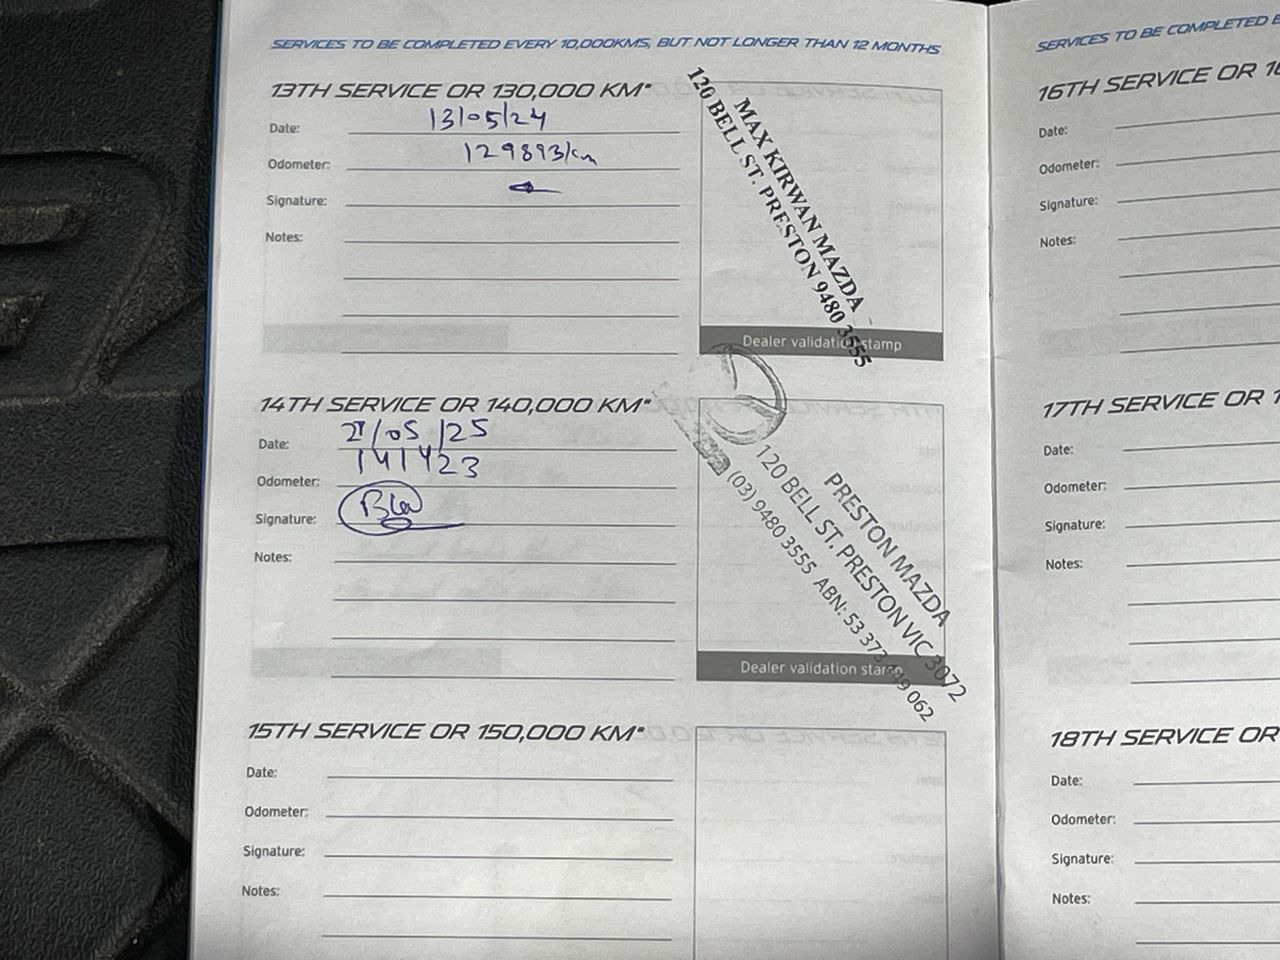 SERVICES TO BE COMPLETED EVERY 10,000KMS, BUT NOT LONGER THAN 12 MONTHS
13TH SERVICE OR 130,000 KM*
Date: 13/05/24
Odometer: 129893km
Signature:
Notes:
MAX KIRWAN MAZDA
120 BELL ST. PRESTON 9480 3555
Dealer validation stamp
14TH SERVICE OR 140,000 KM*
Date: /05/25
Odometer: 141423
Signature:
Notes:
PRESTON MAZDA
120 BELL ST. PRESTON VIC 3072
(03) 9480 3555 ABN: 53 373 062
Dealer validation stamp
15TH SERVICE OR 150,000 KM*
Date:
Odometer:
Signature:
Notes:
SERVICES TO BE COMPLETED
16TH SERVICE OR
Date:
Odometer:
Signature:
Notes:
17TH SERVICE OR
Date:
Odometer:
Signature:
Notes:
18TH SERVICE OR
Date:
Odometer:
Signature:
Notes: